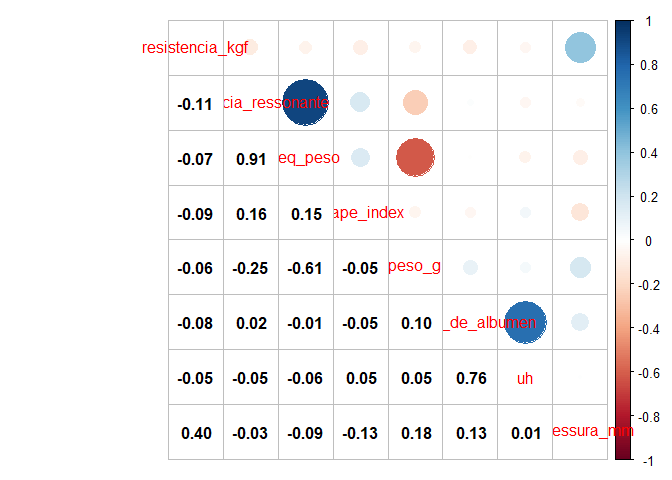 resistencia_kgf
1
-0.11 cia_ressonante 0.8
-0.07 0.91 eq_peso 0.6
0.4
-0.09 0.16 0.15 ape_index 0.2
0
-0.06 -0.25 -0.61 -0.05 peso_g -0.2
-0.08 0.02 -0.01 -0.05 0.10 _de_albumen -0.4
-0.05 -0.05 -0.06 0.05 0.05 0.76 uh -0.6
-0.8
0.40 -0.03 -0.09 -0.13 0.18 0.13 0.01 essura_mm
-1